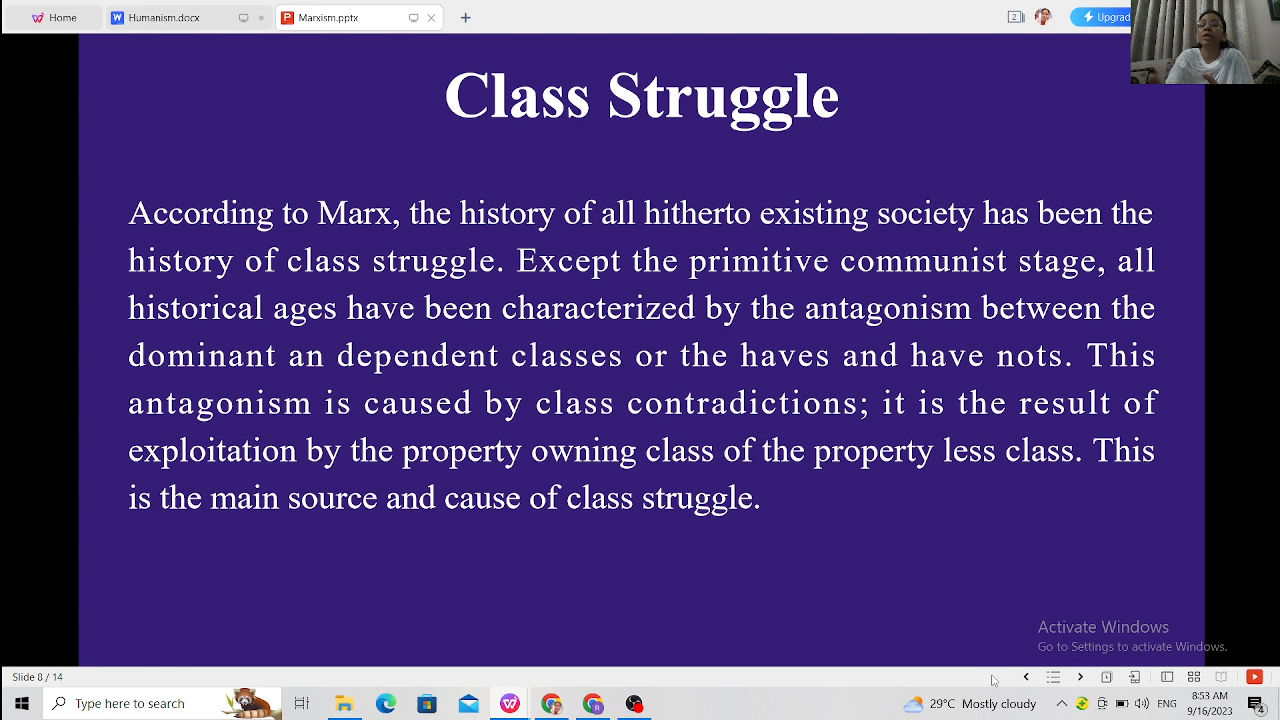 Home
Humanism.docx
Marxism.pptx
2
Upgrad
Class Struggle
According to Marx, the history of all hitherto existing society has been the
history of class struggle. Except the primitive communist stage, all
historical ages have been characterized by the antagonism between the
dominant an dependent classes or the haves and have nots. This
antagonism is caused by class contradictions; it is the result of
exploitation by the property owning class of the property less class. This
is the main source and cause of class struggle.
Activate Windows
Go to Settings to activate Windows.
Slide 8 / 14
Type here to search
29°C Mostly cloudy
ENG
8:53 AM
9/16/2023
4